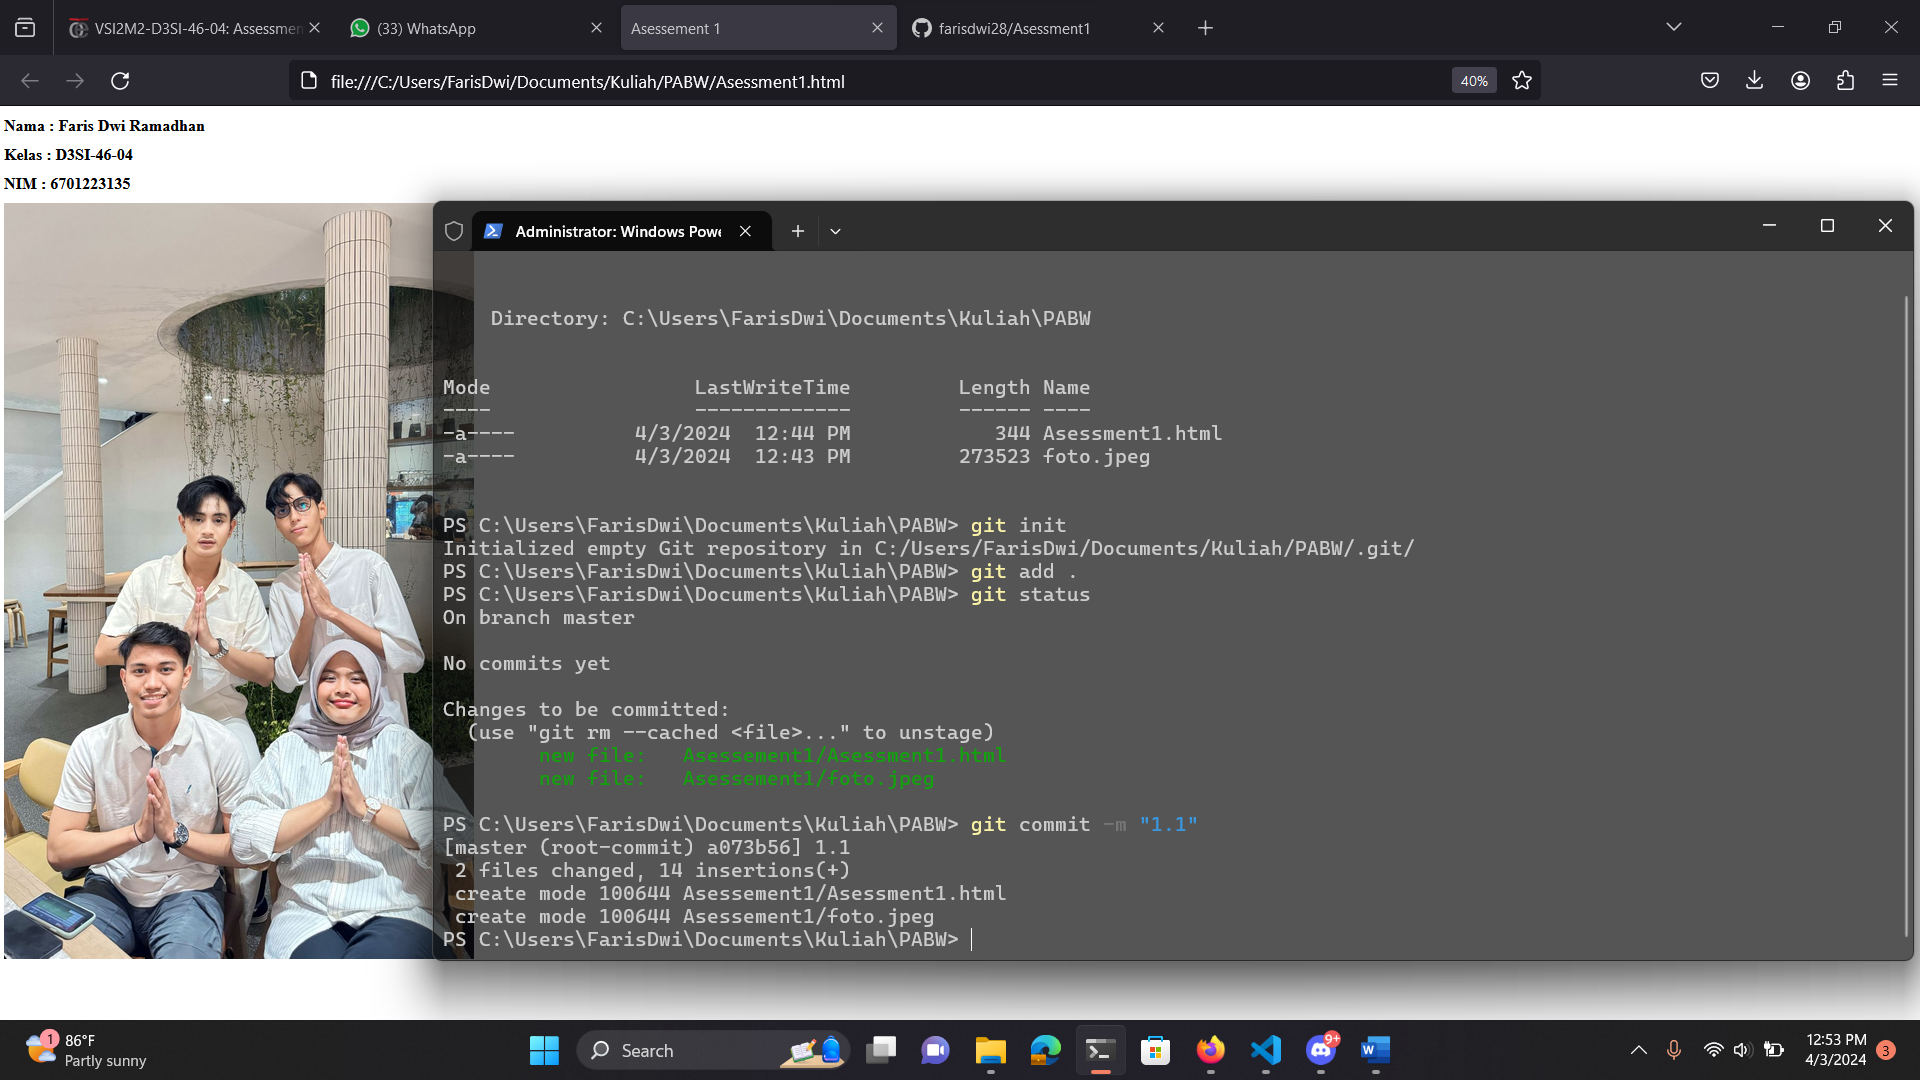 VSI2M2-D3SI-46-04: Assessmen
(33) WhatsApp
Asessement 1
farisdwi28/Asessment1
file:///C:/Users/FarisDwi/Documents/Kuliah/PABW/Asessment1.html
40%
Nama : Faris Dwi Ramadhan
Kelas : D3SI-46-04
NIM : 6701223135
Administrator: Windows Powe
Directory: C:\Users\FarisDwi\Documents\Kuliah\PABW
Mode LastWriteTime Length Name
---- ------------- ------ ----
-a---- 4/3/2024 12:44 PM 344 Asessment1.html
-a---- 4/3/2024 12:43 PM 273523 foto.jpeg
PS C:\Users\FarisDwi\Documents\Kuliah\PABW> git init
Initialized empty Git repository in C:/Users/FarisDwi/Documents/Kuliah/PABW/.git/
PS C:\Users\FarisDwi\Documents\Kuliah\PABW> git add .
PS C:\Users\FarisDwi\Documents\Kuliah\PABW> git status
On branch master
No commits yet
Changes to be committed:
(use "git rm --cached <file>..." to unstage)
new file: Asessement1/Asessment1.html
new file: Asessement1/foto.jpeg
PS C:\Users\FarisDwi\Documents\Kuliah\PABW> git commit -m "1.1"
[master (root-commit) a073b56] 1.1
2 files changed, 14 insertions(+)
create mode 100644 Asessement1/Asessment1.html
create mode 100644 Asessement1/foto.jpeg
PS C:\Users\FarisDwi\Documents\Kuliah\PABW>
1
86°F
Partly sunny
Search
9+
12:53 PM
4/3/2024
3